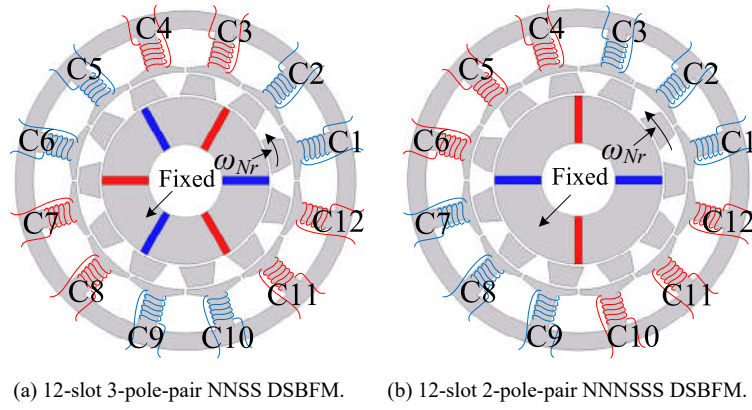 C4 C3
C5 C2
C6 C1
ωNr
Fixed
C7 C12
C8 C11
C9 C10
C4 C3
C5 C2
C6 C1
ωNr
Fixed
C7 C12
C8 C11
C9 C10
(a) 12-slot 3-pole-pair NNSS DSBFM.
(b) 12-slot 2-pole-pair NNNSSS DSBFM.